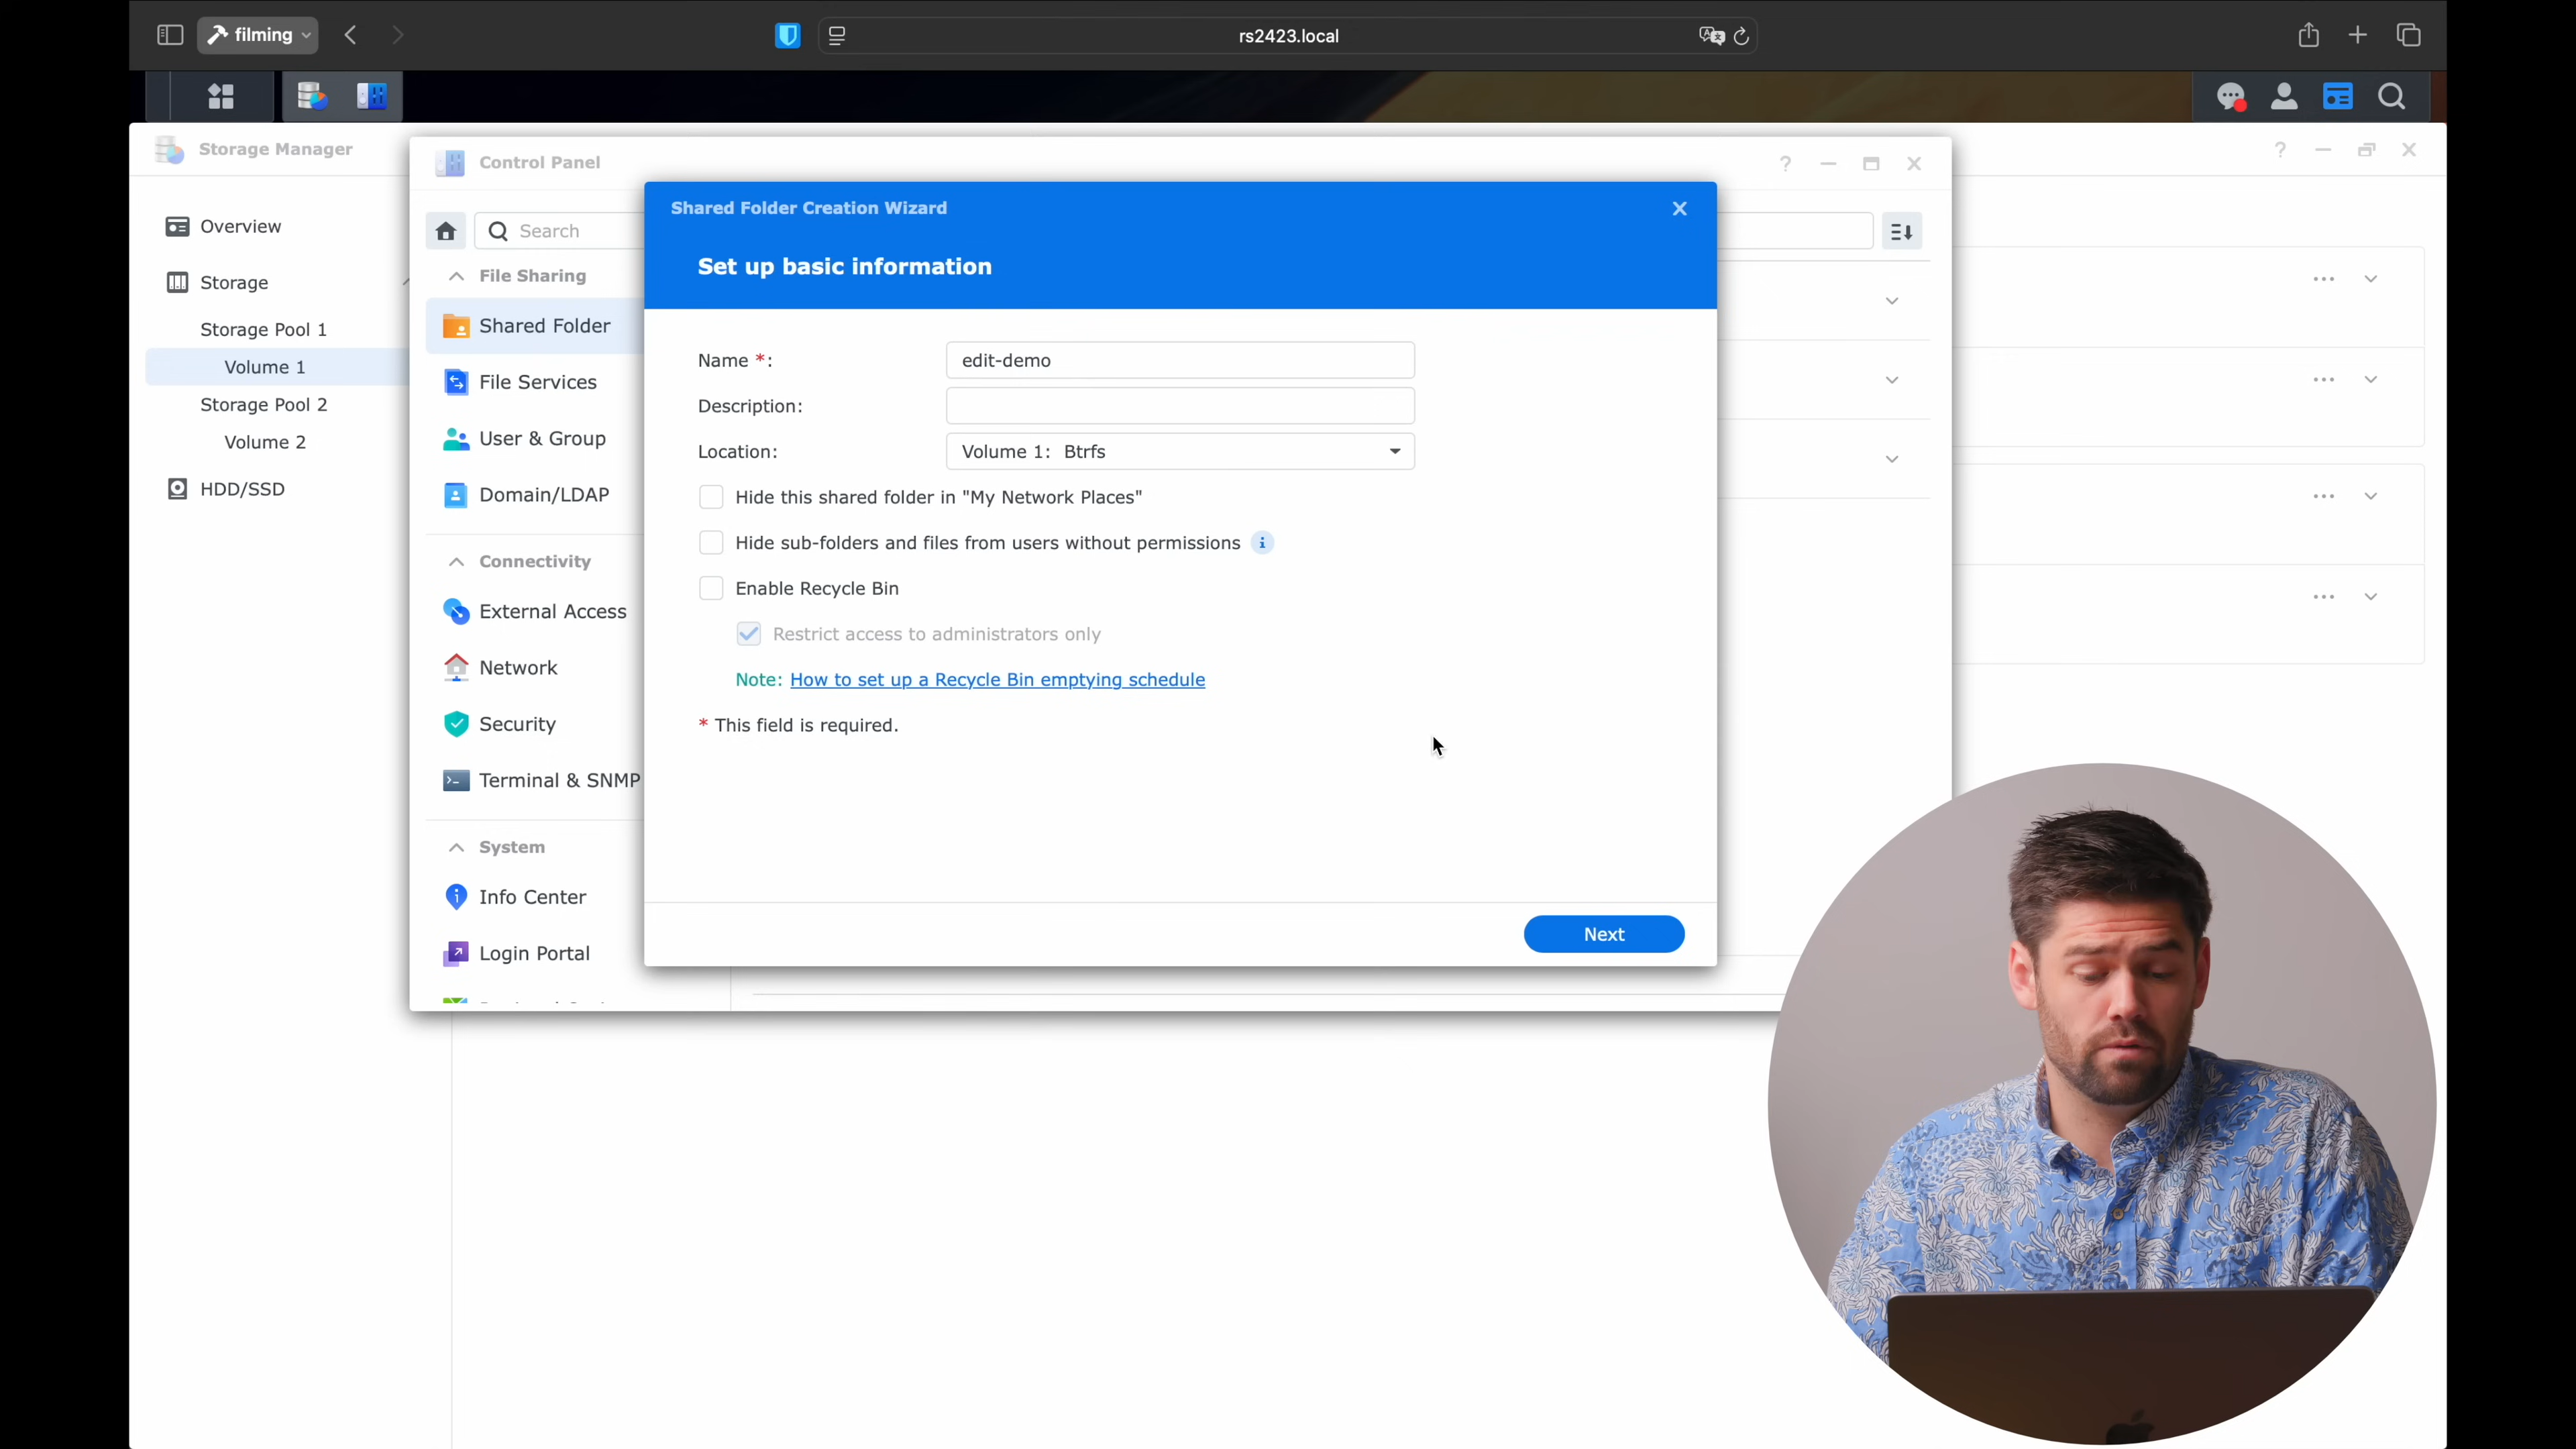 filming
rs2423.local
Storage Manager
Overview
Storage
Storage Pool 1
Volume 1
Storage Pool 2
Volume 2
HDD/SSD
Control Panel
Search
File Sharing
Shared Folder
File Services
User & Group
Domain/LDAP
Connectivity
External Access
Network
Security
Terminal & SNMP
System
Info Center
Login Portal
Shared Folder Creation Wizard
Set up basic information
Name *: edit-demo
Description:
Location: Volume 1: Btrfs
Hide this shared folder in "My Network Places"
Hide sub-folders and files from users without permissions
Enable Recycle Bin
Restrict access to administrators only
Note: How to set up a Recycle Bin emptying schedule
* This field is required.
Next